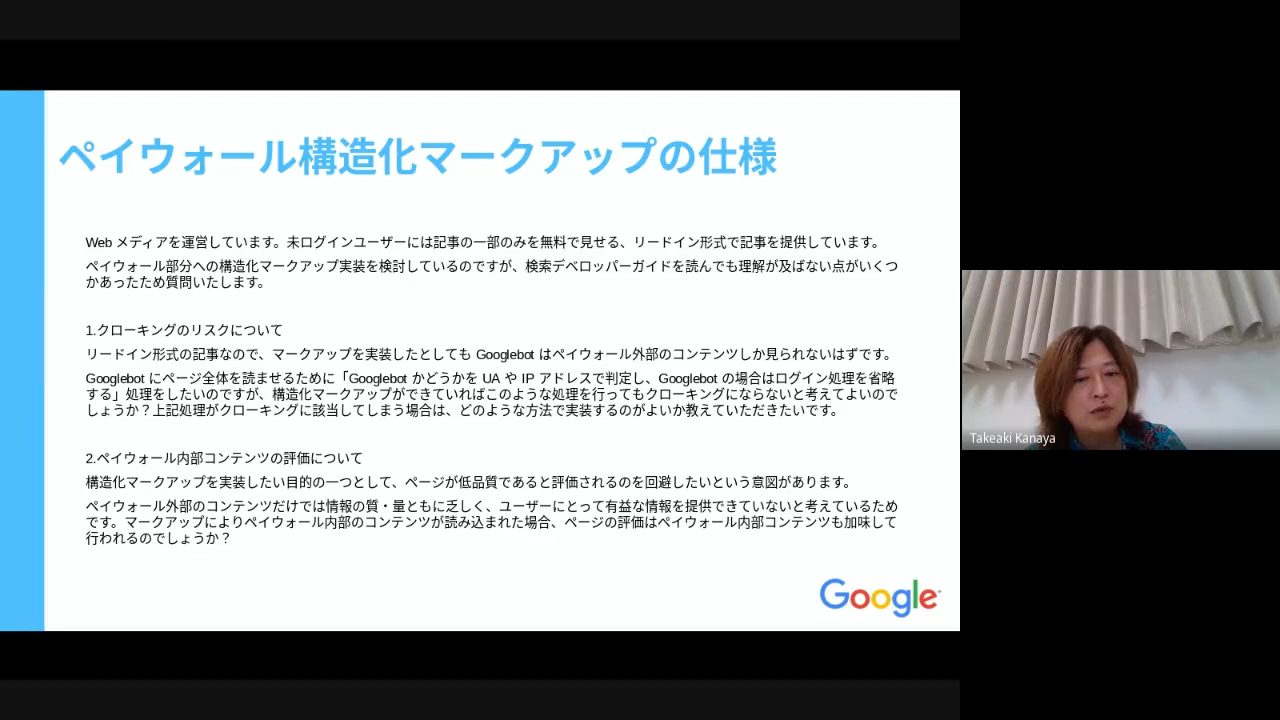 ペイウォール構造化マークアップの仕様
Web メディアを運営しています。未ログインユーザーには記事の一部のみを無料で見せる、リードイン形式で記事を提供しています。
ペイウォール部分への構造化マークアップ実装を検討しているのですが、検索デベロッパーガイドを読んでも理解が及ばない点がいくつ
かあったため質問いたします。
1.クローキングのリスクについて
リードイン形式の記事なので、マークアップを実装したとしても Googlebot はペイウォール外部のコンテンツしか見られないはずです。
Googlebot にページ全体を読ませるために「Googlebot かどうかを UA や IP アドレスで判定し、Googlebot の場合はログイン処理を省略
する」処理をしたいのですが、構造化マークアップができていればこのような処理を行ってもクローキングにならないと考えてよいので
しょうか？上記処理がクローキングに該当してしまう場合は、どのような方法で実装するのがよいか教えていただきたいです。
2.ペイウォール内部コンテンツの評価について
構造化マークアップを実装したい目的の一つとして、ページが低品質であると評価されるのを回避したいという意図があります。
ペイウォール外部のコンテンツだけでは情報の質・量ともに乏しく、ユーザーにとって有益な情報を提供できていないと考えているため
です。マークアップによりペイウォール内部のコンテンツが読み込まれた場合、ページの評価はペイウォール内部コンテンツも加味して
行われるのでしょうか？
Google
Takeaki Kanaya